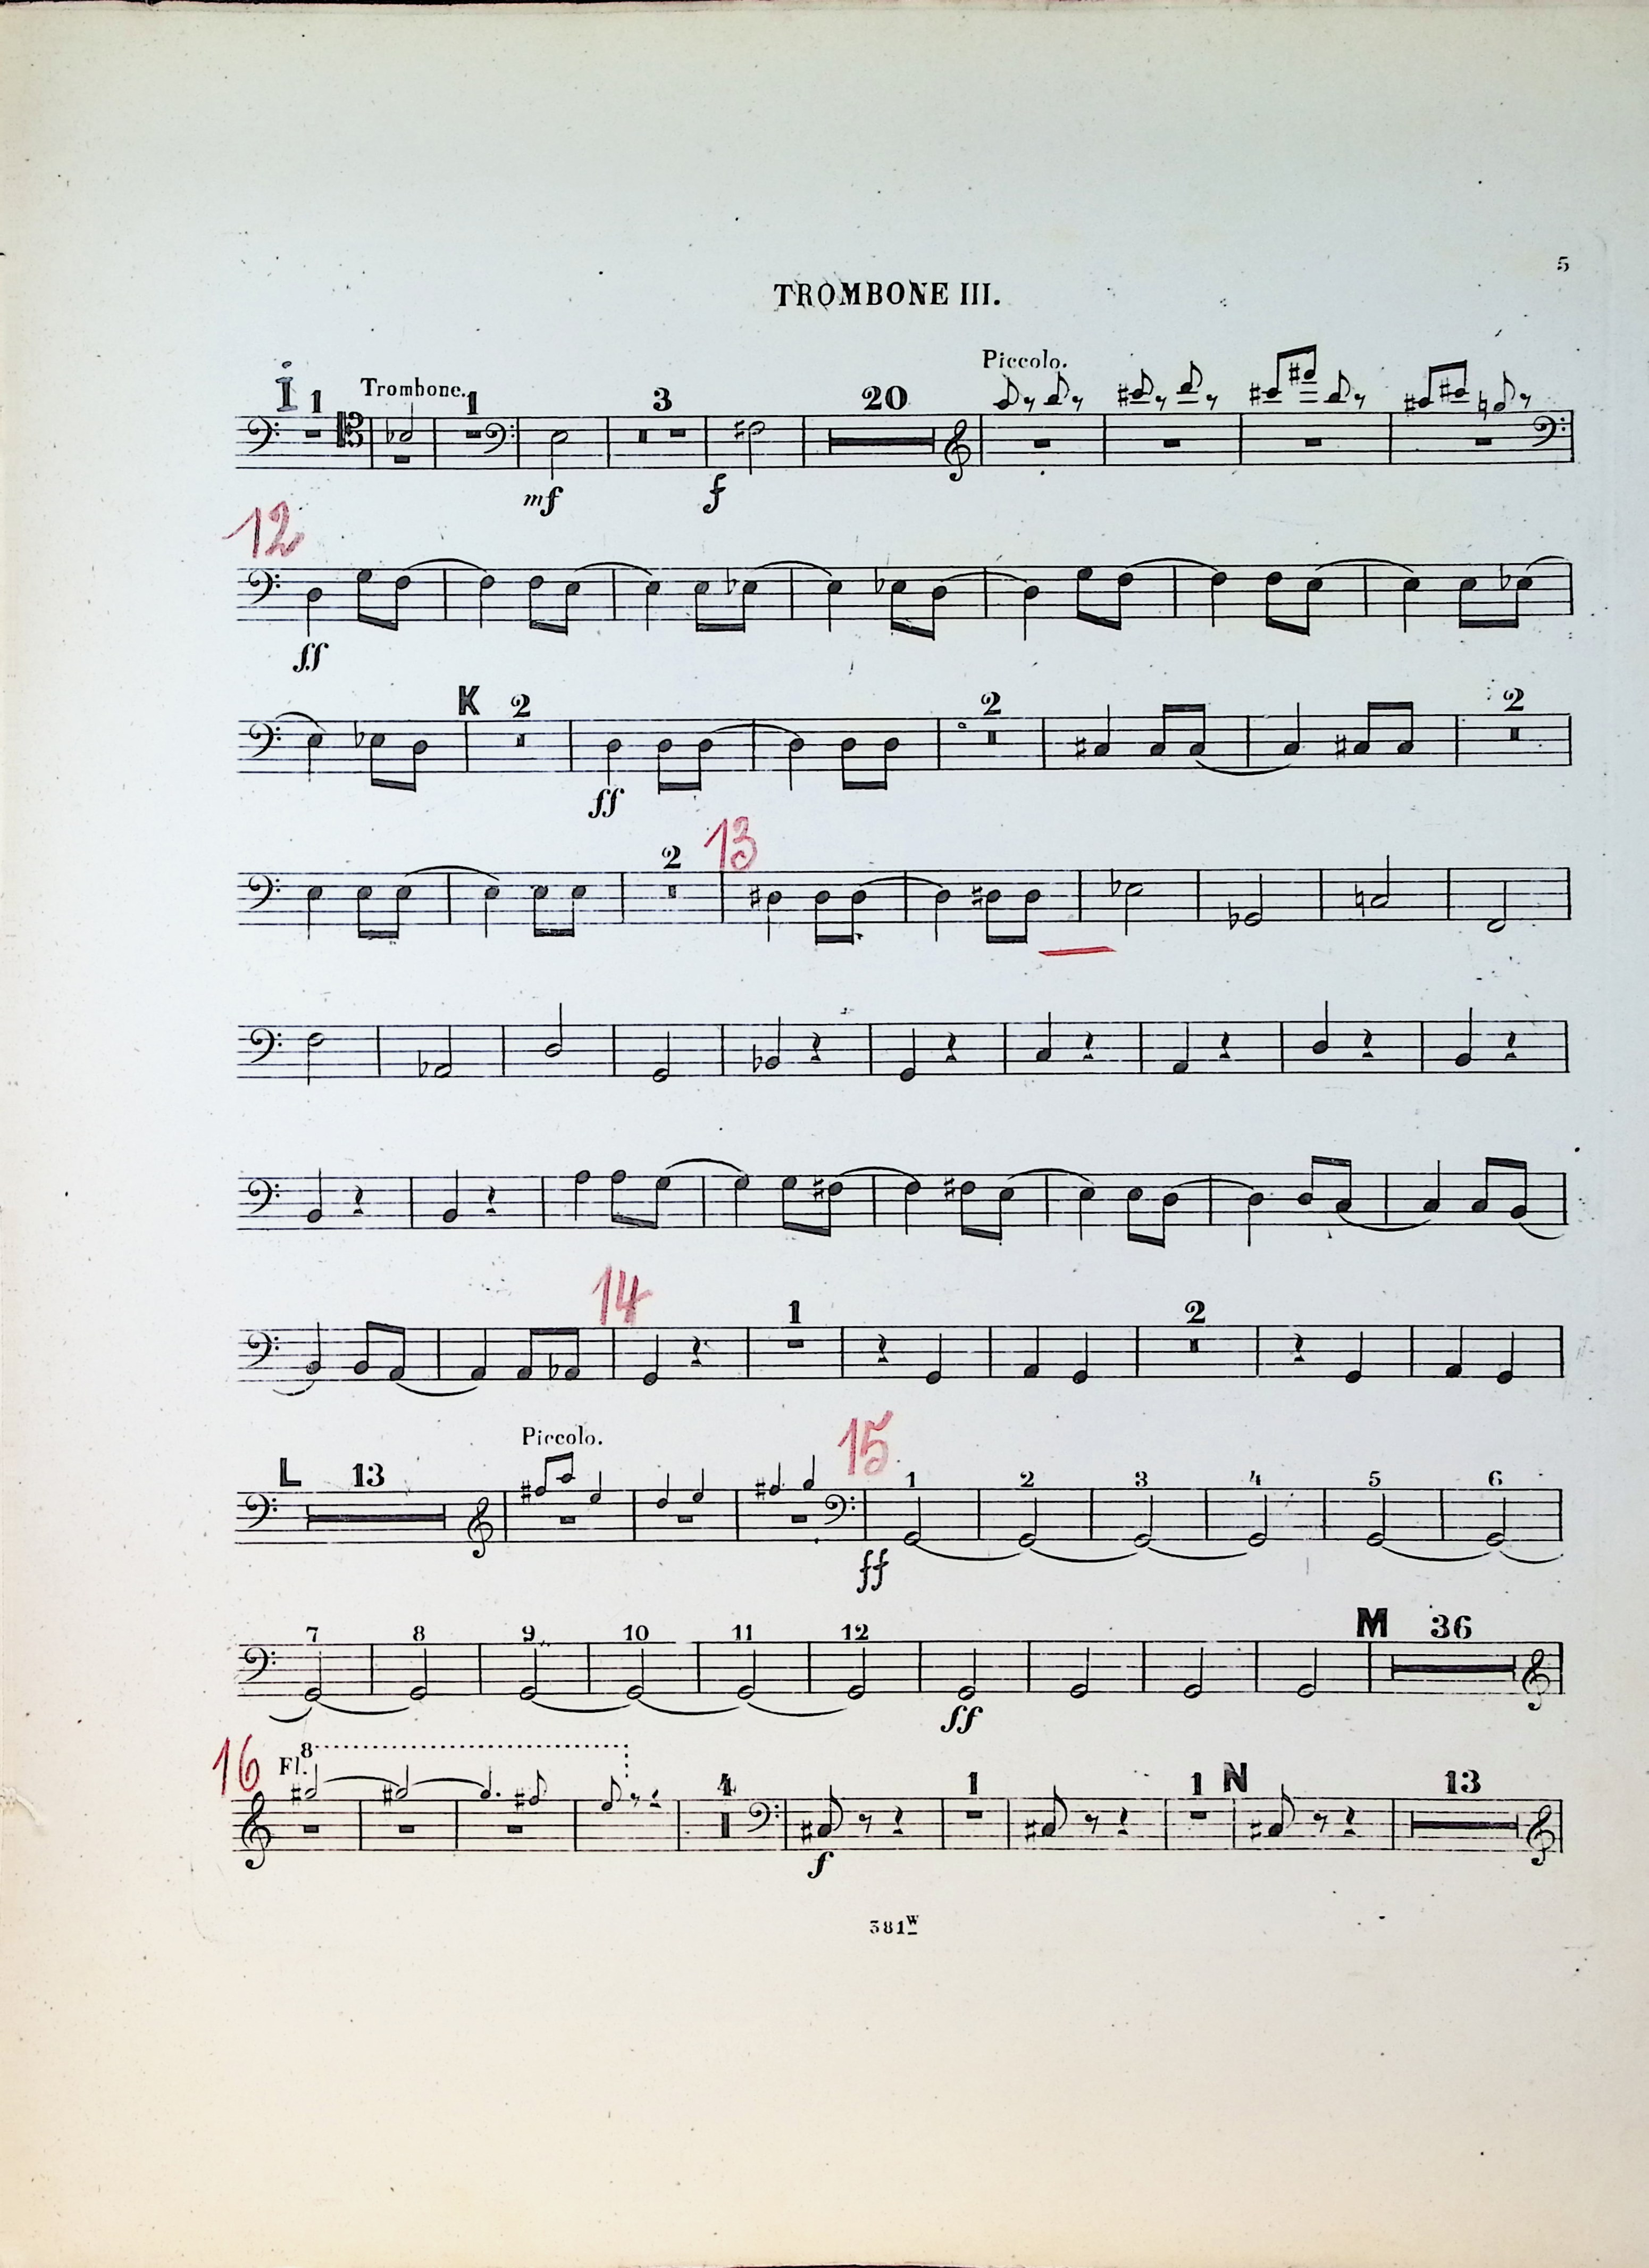 5
TROMBONE III.
Piccolo.
I 1 Trombone. 1 3 20
mf f
12
ff
K 2 2 2
ff
2 13
14
1 2
Piccolo.
15
L 13 1 2 3 4 5 6
ff
7 8 9 10 11 12 M 36
ff
16 Fl. 8 4 1 1 N 13
f
381W